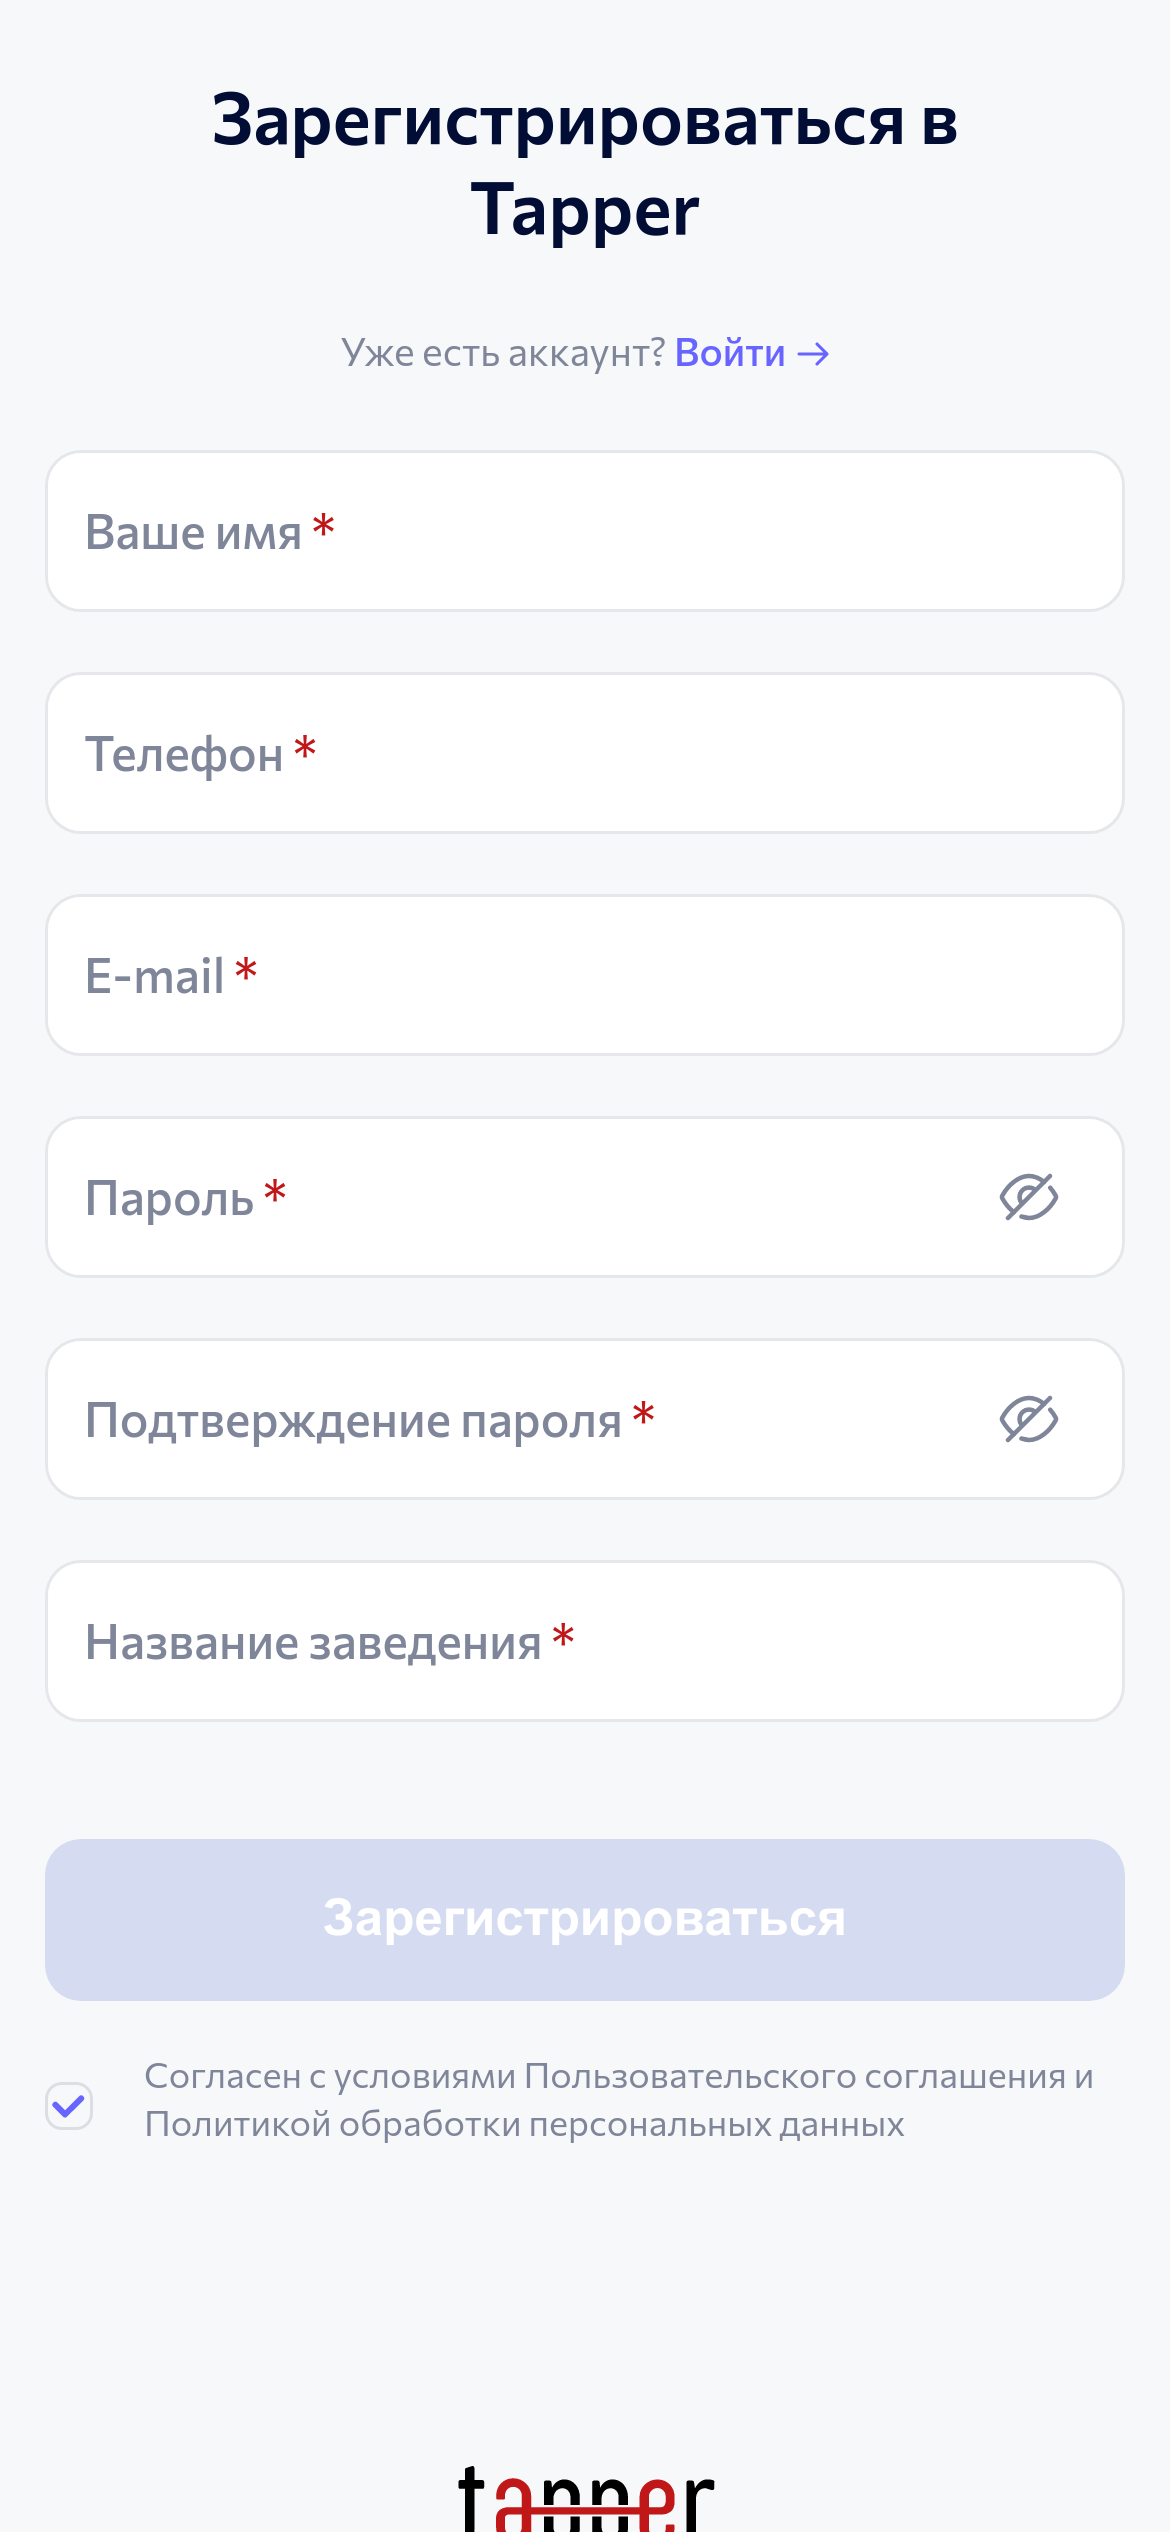 Зарегистрироваться в
Tapper
Уже есть аккаунт? Войти →
Ваше имя *
Телефон *
E-mail *
Пароль *
Подтверждение пароля *
Название заведения *
Зарегистрироваться
Согласен с условиями Пользовательского соглашения и
Политикой обработки персональных данных
tapper